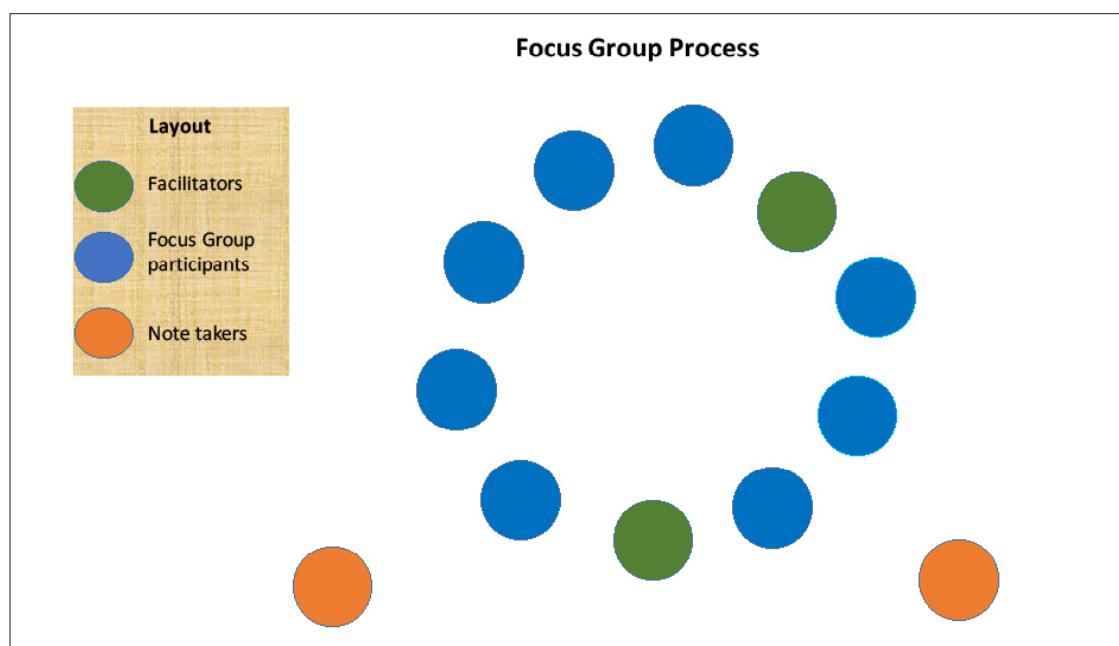 Focus Group Process
Layout
Facilitators
Focus Group
participants
Note takers